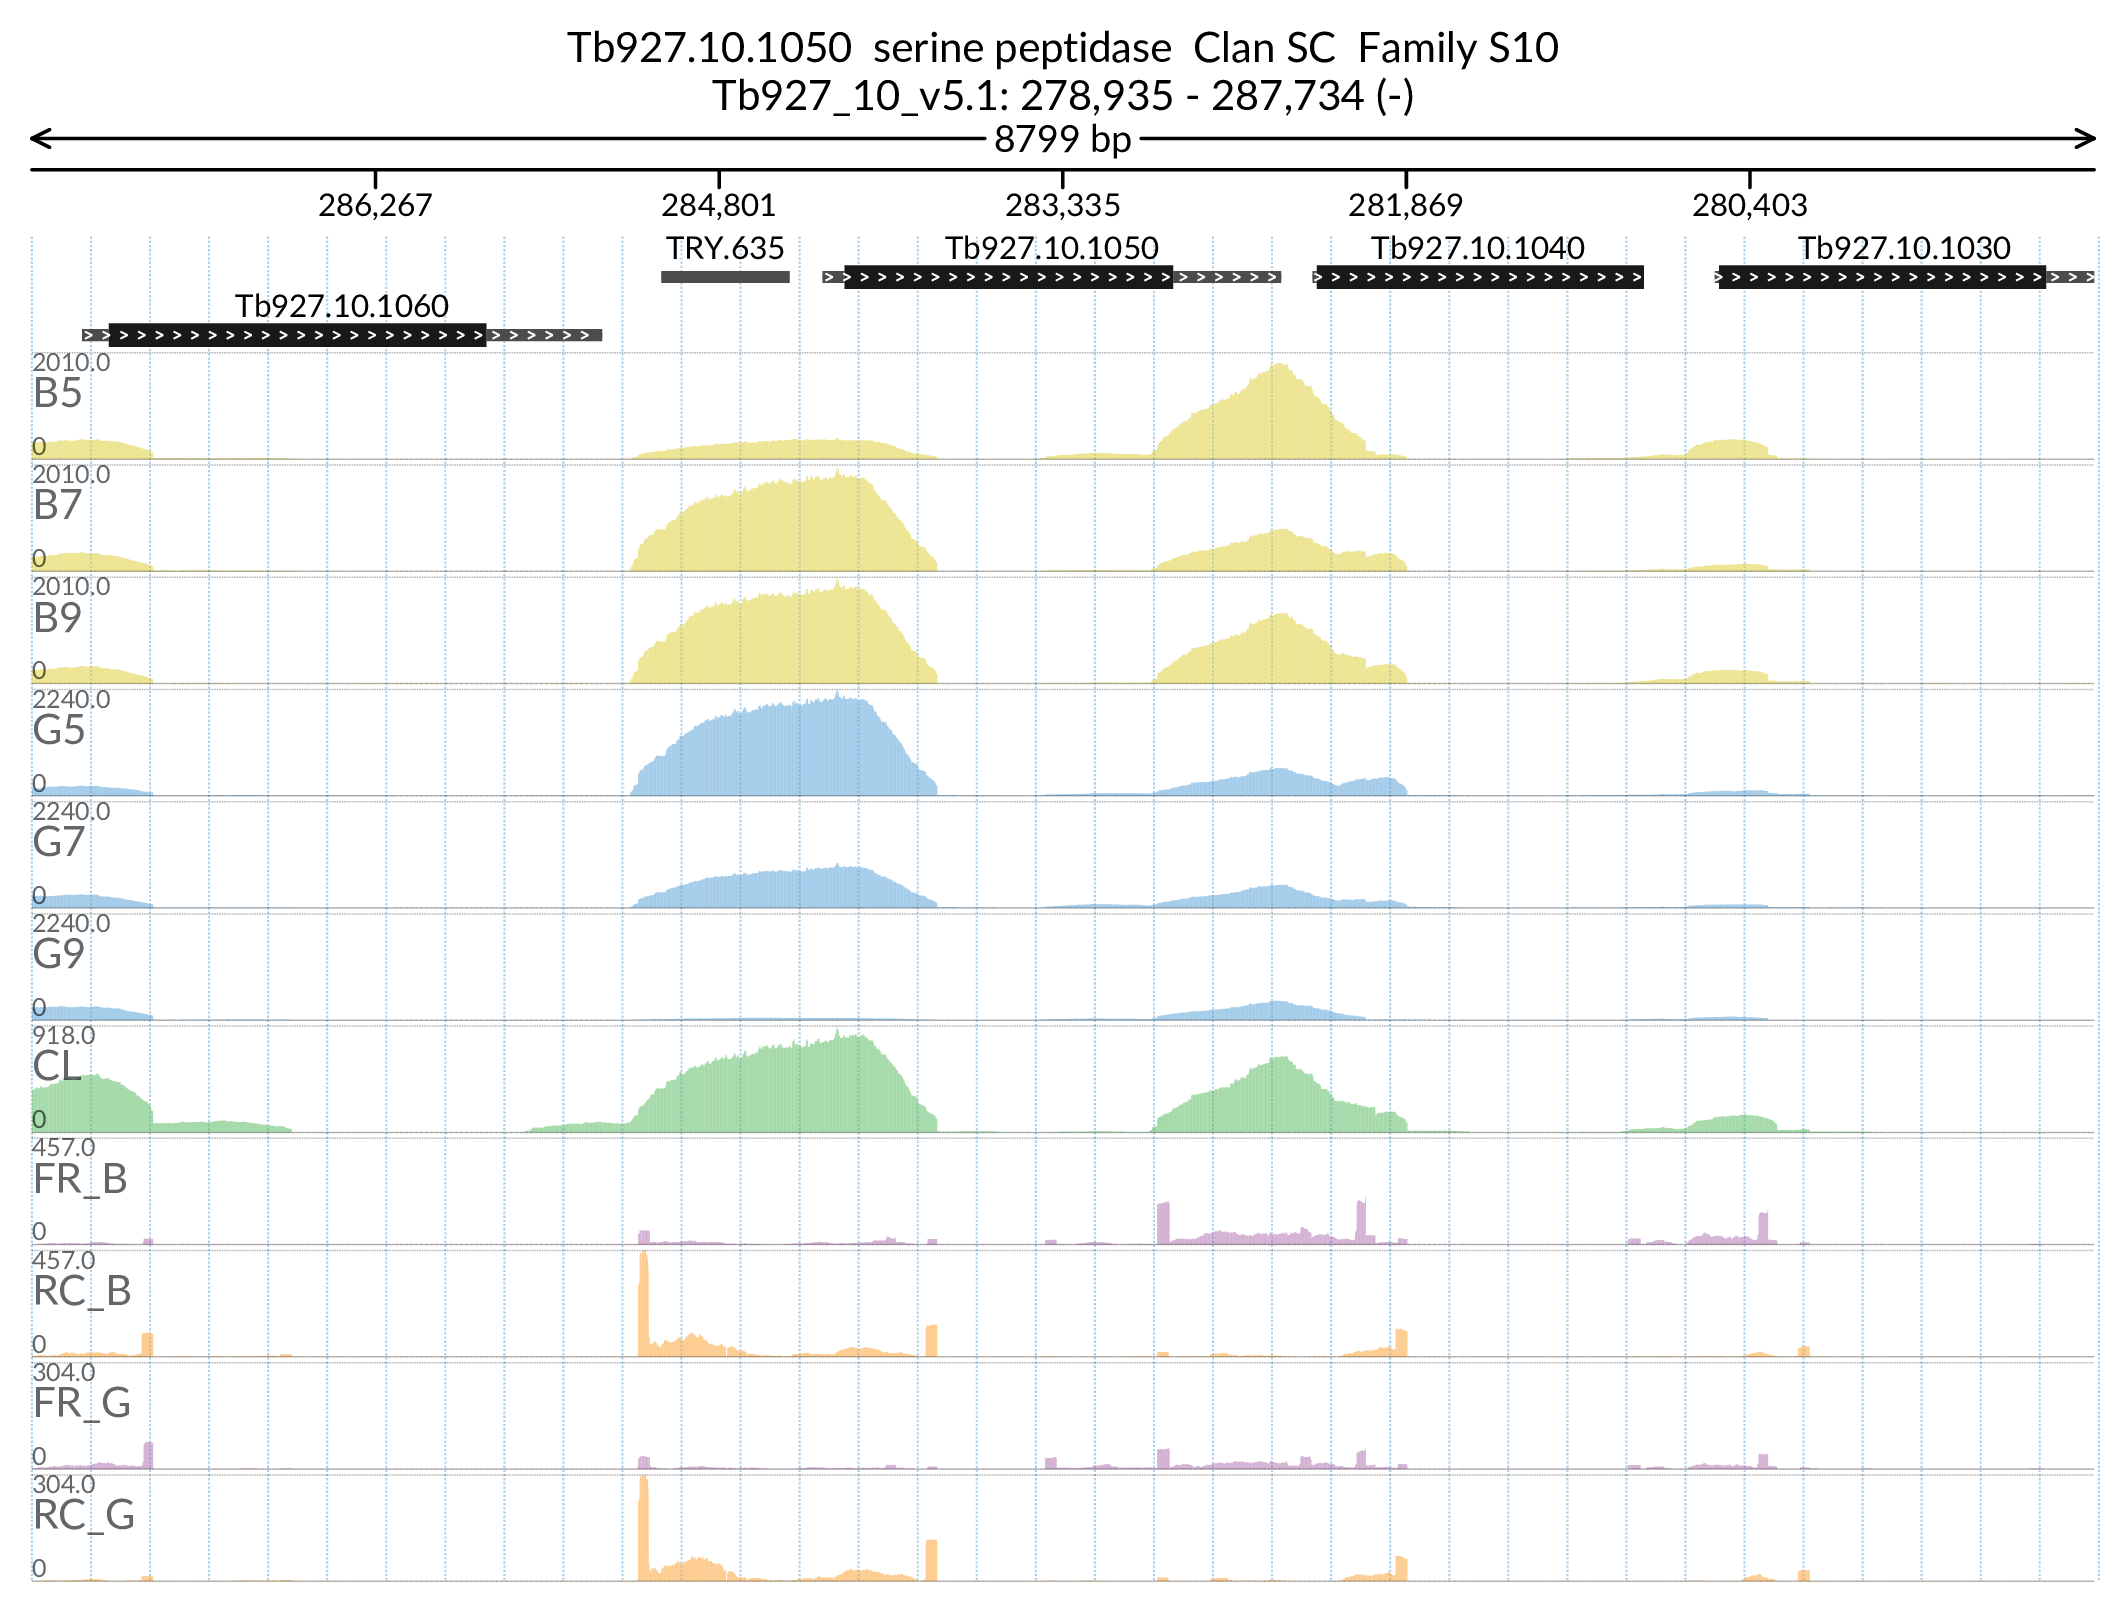 Tb927.10.1050 serine peptidase Clan SC Family S10
Tb927_10_v5.1: 278,935 - 287,734 (-)
8799 bp
286,267 284,801 283,335 281,869 280,403
TRY.635 Tb927.10.1050 Tb927.10.1040 Tb927.10.1030
Tb927.10.1060
2010.0
B5
0
2010.0
B7
0
2010.0
B9
0
2240.0
G5
0
2240.0
G7
0
2240.0
G9
0
918.0
CL
0
457.0
FR_B
0
457.0
RC_B
0
304.0
FR_G
0
304.0
RC_G
0